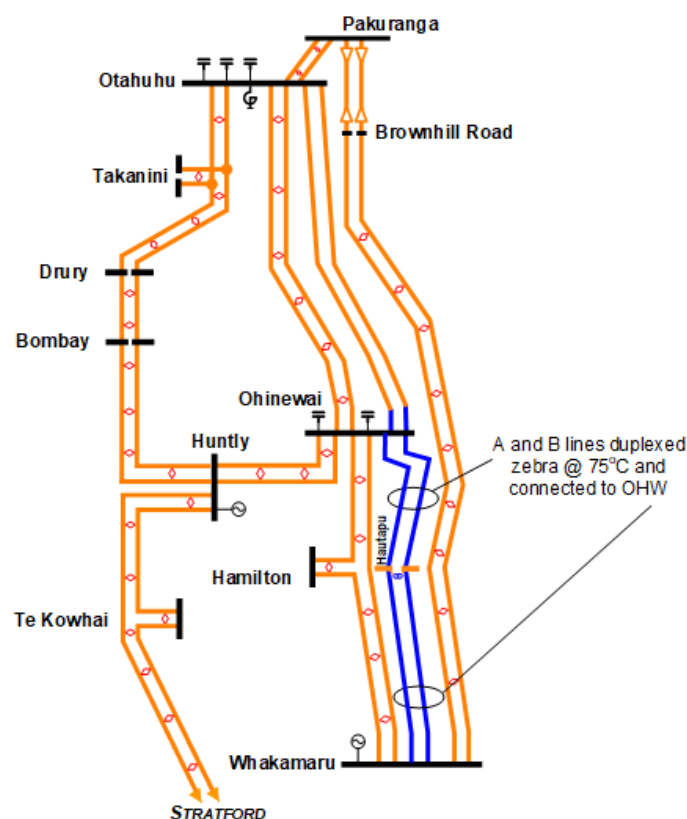 Pakuranga
Otahuhu
Brownhill Road
Takanini
Drury
Bombay
Ohinewai
Huntly
A and B lines duplexed
zebra @ 75°C and
connected to OHW
Hautapu
Hamilton
Te Kowhai
Whakamaru
STRATFORD